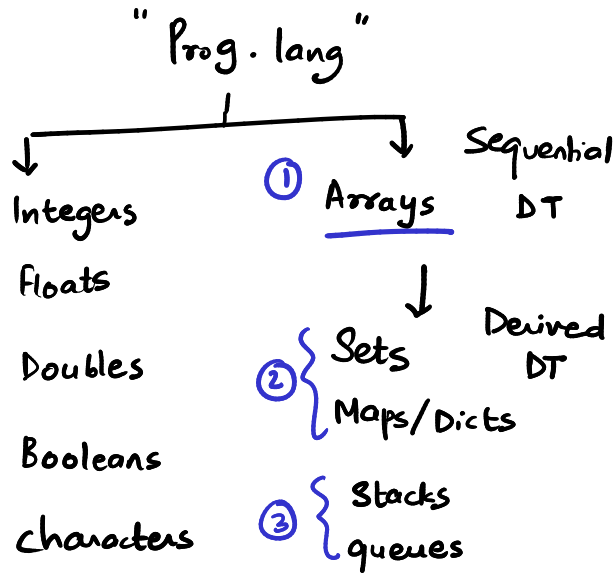 " Prog. lang "
Integers
Floats
Doubles
Booleans
characters
① Arrays
Sequential
DT
② Sets
Maps/Dicts
Derived
DT
③ Stacks
queues